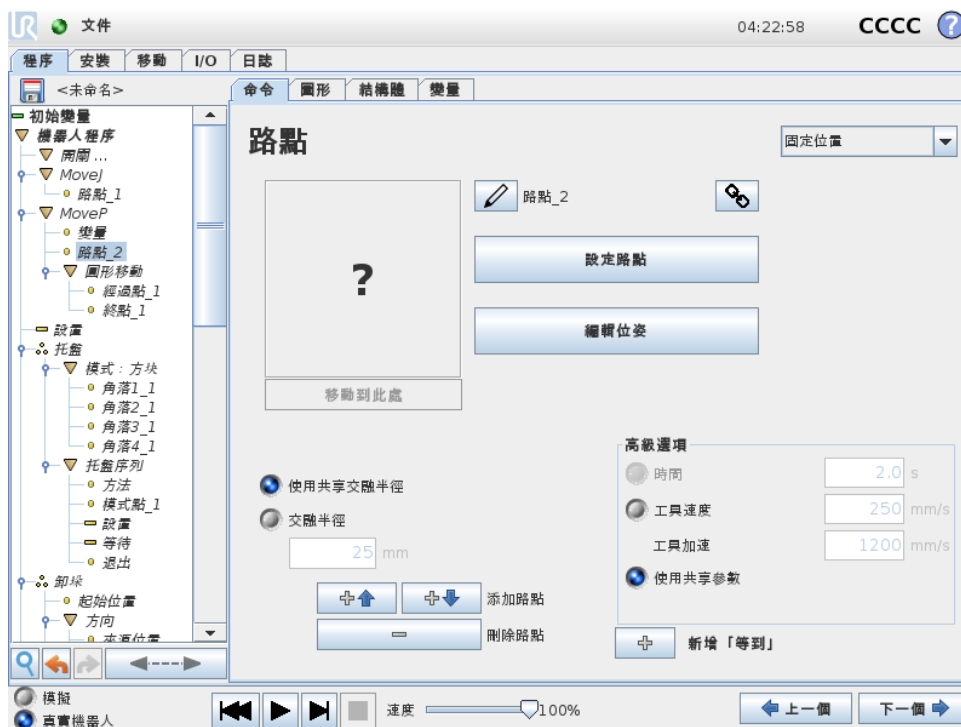 UR 文件 04:22:58 CCCC ?
程序 安裝 移動 I/O 日誌
<未命名>
命令 圖形 結構體 變量
初始變量
機器人程序
開關 ...
MoveJ
路點_1
MoveP
變量
路點_2
圓形移動
經過點_1
終點_1
設置
托盤
模式：方块
角落1_1
角落2_1
角落3_1
角落4_1
托盤序列
方法
模式點_1
設置
等待
退出
卸垛
起始位置
方向
來源位置
路點
固定位置
?
路點_2
設定路點
編輯位姿
移動到此處
使用共享交融半徑
交融半徑
25 mm
添加路點
刪除路點
高級選項
時間 2.0 s
工具速度 250 mm/s
工具加速 1200 mm/s
使用共享參數
新增「等到」
模擬
真實機器人
速度 100%
上一個 下一個